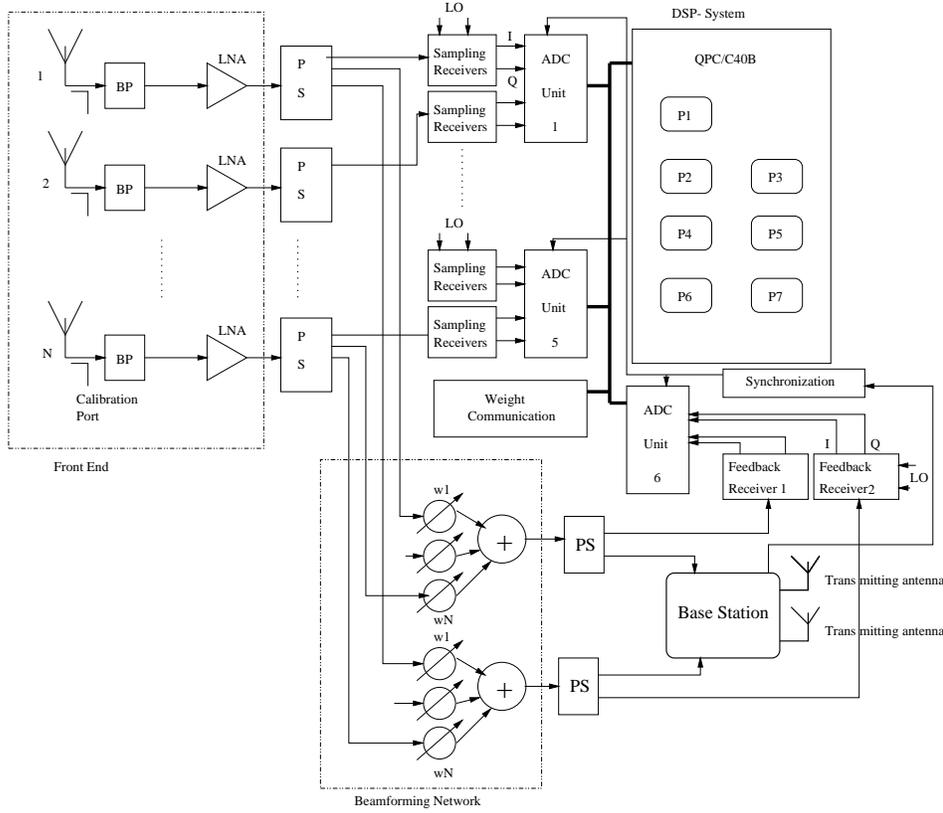 LO
DSP- System
I
Q
Sampling
Receivers
ADC
Unit
1
QPC/C40B
1
BP
LNA
P
S
Sampling
Receivers
P1
2
BP
LNA
P
S
P2
P3
LO
P4
P5
Sampling
Receivers
ADC
Unit
5
P6
P7
N
BP
LNA
P
S
Sampling
Receivers
Calibration
Port
Weight
Communication
Synchronization
ADC
Unit
6
I
Q
Feedback
Receiver 1
Feedback
Receiver2
LO
Front End
w1
+
wN
PS
Base Station
Trans mitting antenna
Trans mitting antenna
w1
+
wN
PS
Beamforming Network